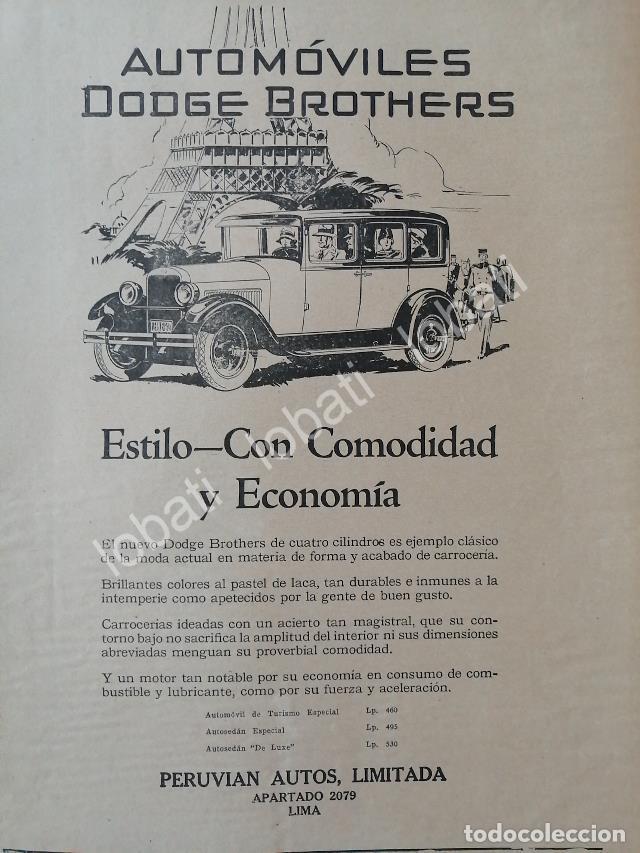 AUTOMÓVILES
DODGE BROTHERS
Estilo—Con Comodidad
y Economía
El nuevo Dodge Brothers de cuatro cilindros es ejemplo clásico
de la moda actual en materia de forma y acabado de carrocería.
Brillantes colores al pastel de laca, tan durables e inmunes a la
intemperie como apetecidos por la gente de buen gusto.
Carrocerias ideadas con un acierto tan magistral, que su con-
torno bajo no sacrifica la amplitud del interior ni sus dimensiones
abreviadas menguan su proverbial comodidad.
Y un motor tan notable por su economía en consumo de com-
bustible y lubricante, como por su fuerza y aceleración.
Automóvil de Turismo Especial Lp. 460
Autosedán Especial Lp. 495
Autosedán "De Luxe" Lp. 530
PERUVIAN AUTOS, LIMITADA
APARTADO 2079
LIMA
lobati lobati lobati
todocoleccion